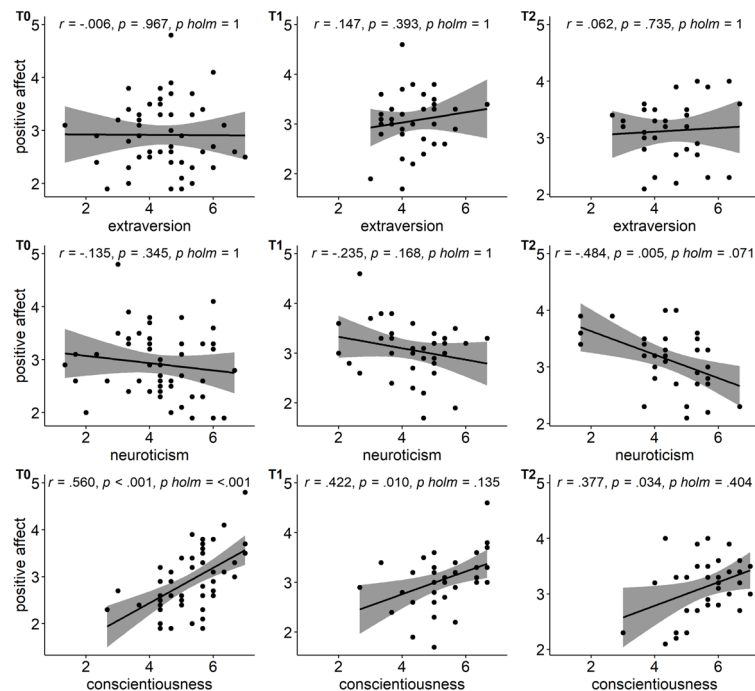 T0 r = -.006, p = .967, p holm = 1
T1 r = .147, p = .393, p holm = 1
T2 r = .062, p = .735, p holm = 1
positive affect
5
4
3
2
5
4
3
2
5
4
3
2
2 4 6
2 4 6
2 4 6
extraversion
extraversion
extraversion
T0 r = -.135, p = .345, p holm = 1
T1 r = -.235, p = .168, p holm = 1
T2 r = -.484, p = .005, p holm = .071
positive affect
5
4
3
2
5
4
3
2
5
4
3
2
2 4 6
2 4 6
2 4 6
neuroticism
neuroticism
neuroticism
T0 r = .560, p < .001, p holm = <.001
T1 r = .422, p = .010, p holm = .135
T2 r = .377, p = .034, p holm = .404
positive affect
5
4
3
2
5
4
3
2
5
4
3
2
2 4 6
2 4 6
2 4 6
conscientiousness
conscientiousness
conscientiousness